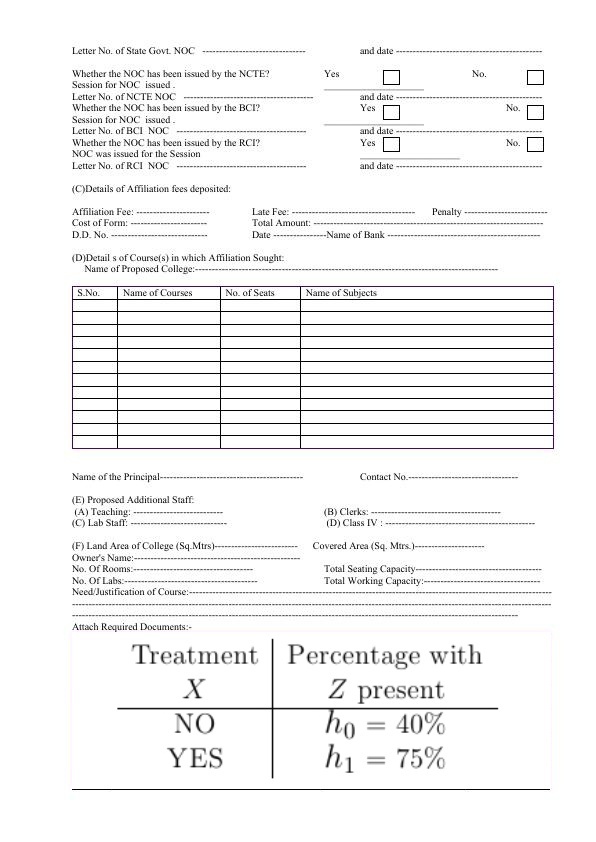 Letter No. of State Govt. NOC ------------------------------- and date --------------------------------------------
Whether the NOC has been issued by the NCTE? Yes No.
Session for NOC issued . ____________________
Letter No. of NCTE NOC --------------------------------------- and date --------------------------------------------
Whether the NOC has been issued by the BCI? Yes No.
Session for NOC issued . ____________________
Letter No. of BCI NOC --------------------------------------- and date --------------------------------------------
Whether the NOC has been issued by the RCI? Yes No.
NOC was issued for the Session ____________________
Letter No. of RCI NOC --------------------------------------- and date --------------------------------------------
(C)Details of Affiliation fees deposited:
Affiliation Fee: ---------------------- Late Fee: ------------------------------------- Penalty -------------------------
Cost of Form: ----------------------- Total Amount: ---------------------------------------------------------------------
D.D. No. ----------------------------- Date ----------------Name of Bank ----------------------------------------------
(D)Detail s of Course(s) in which Affiliation Sought:
Name of Proposed College:-------------------------------------------------------------------------------------------
S.No. Name of Courses No. of Seats Name of Subjects
Name of the Principal------------------------------------------- Contact No.---------------------------------
(E) Proposed Additional Staff:
(A) Teaching: --------------------------- (B) Clerks: ---------------------------------------
(C) Lab Staff: ----------------------------- (D) Class IV : ---------------------------------------------
(F) Land Area of College (Sq.Mtrs)------------------------- Covered Area (Sq. Mtrs.)---------------------
Owner's Name:--------------------------------------------------
No. Of Rooms:------------------------------------ Total Seating Capacity--------------------------------------
No. Of Labs:---------------------------------------- Total Working Capacity:-----------------------------------
Need/Justification of Course:-------------------------------------------------------------------------------------------------------------
------------------------------------------------------------------------------------------------------------------------------------------------
--------------------------------------------------------------------------------------------------------------------------------------
Attach Required Documents:-
Treatment Percentage with
X Z present
NO h₀ = 40%
YES h₁ = 75%